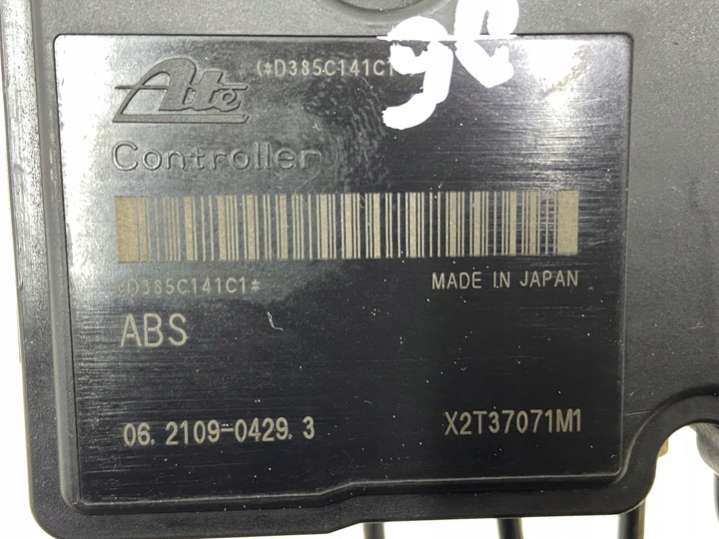 (*D385C141C1
Ate
Controller
*D385C141C1*
MADE IN JAPAN
ABS
06.2109-0429.3
X2T37071M1